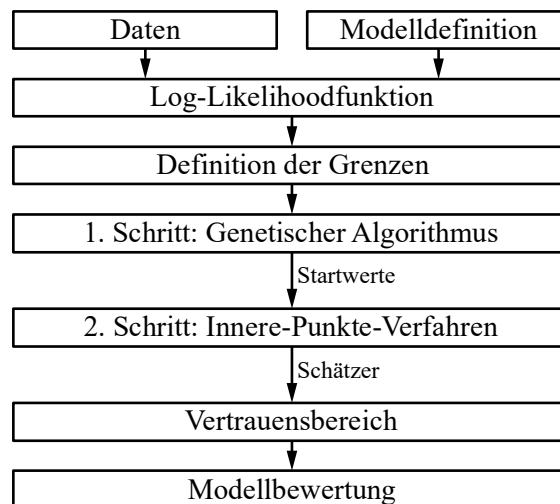 Daten
Modelldefinition
Log-Likelihoodfunktion
Definition der Grenzen
1. Schritt: Genetischer Algorithmus
Startwerte
2. Schritt: Innere-Punkte-Verfahren
Schätzer
Vertrauensbereich
Modellbewertung